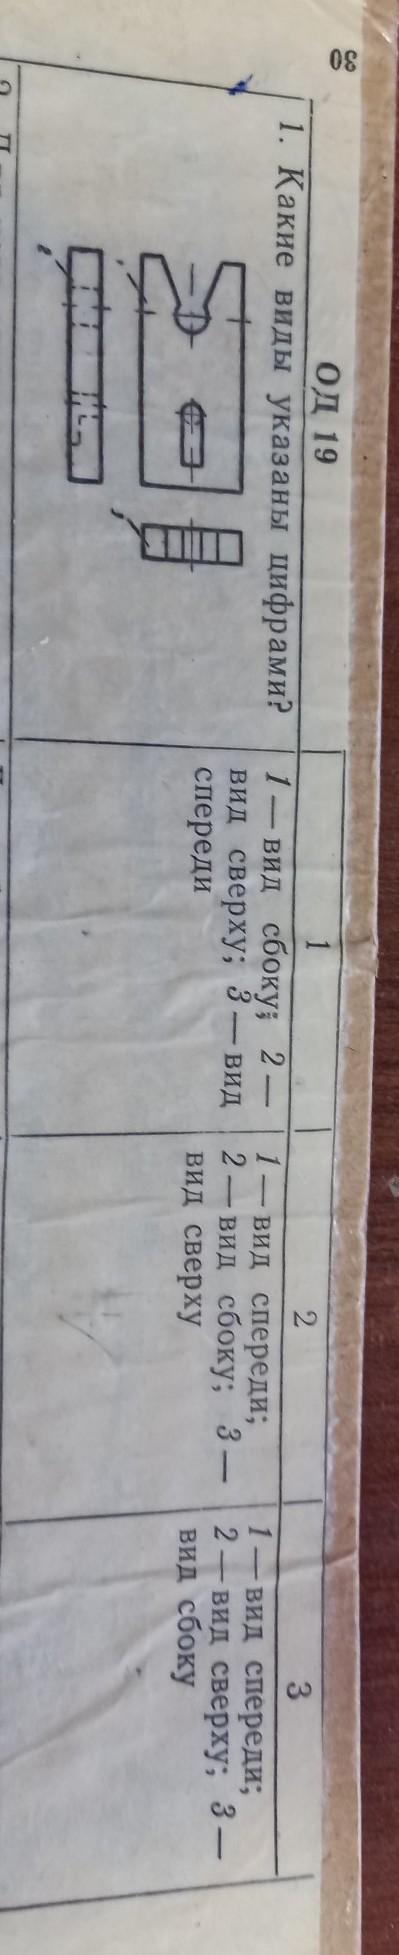 30
ОД 19
1
2
3
1. Какие виды указаны цифрами?
1 — вид сбоку; 2 —
вид сверху; 3 — вид
спереди
1 — вид спереди;
2 — вид сбоку; 3 —
вид сверху
1 — вид спереди;
2 — вид сверху; 3 —
вид сбоку